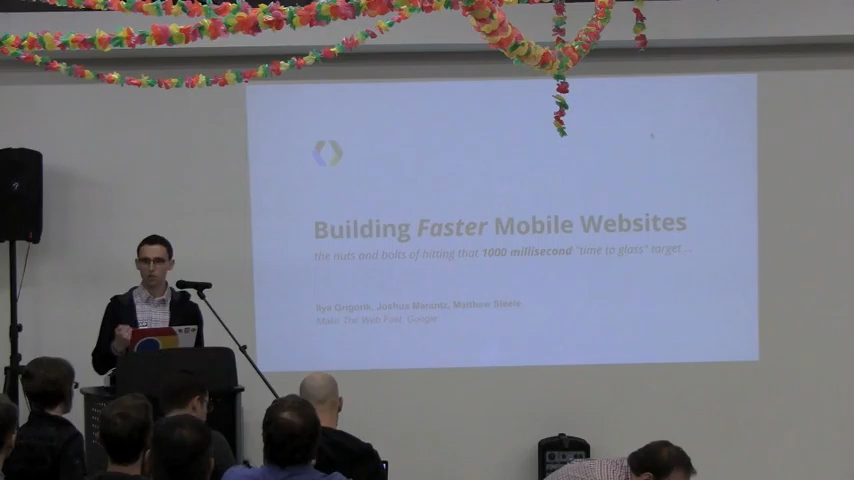 Building Faster Mobile Websites
the nuts and bolts of hitting that 1000 millisecond "time to glass" target ...
Ilya Grigorik, Joshua Marantz, Matthew Steele
Make The Web Fast, Google